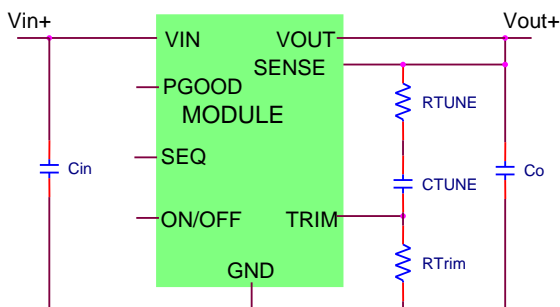 Vin+ Vout+
VIN VOUT
SENSE
PGOOD
RTUNE
MODULE
SEQ
Cin
CTUNE
Co
ON/OFF TRIM
RTrim
GND